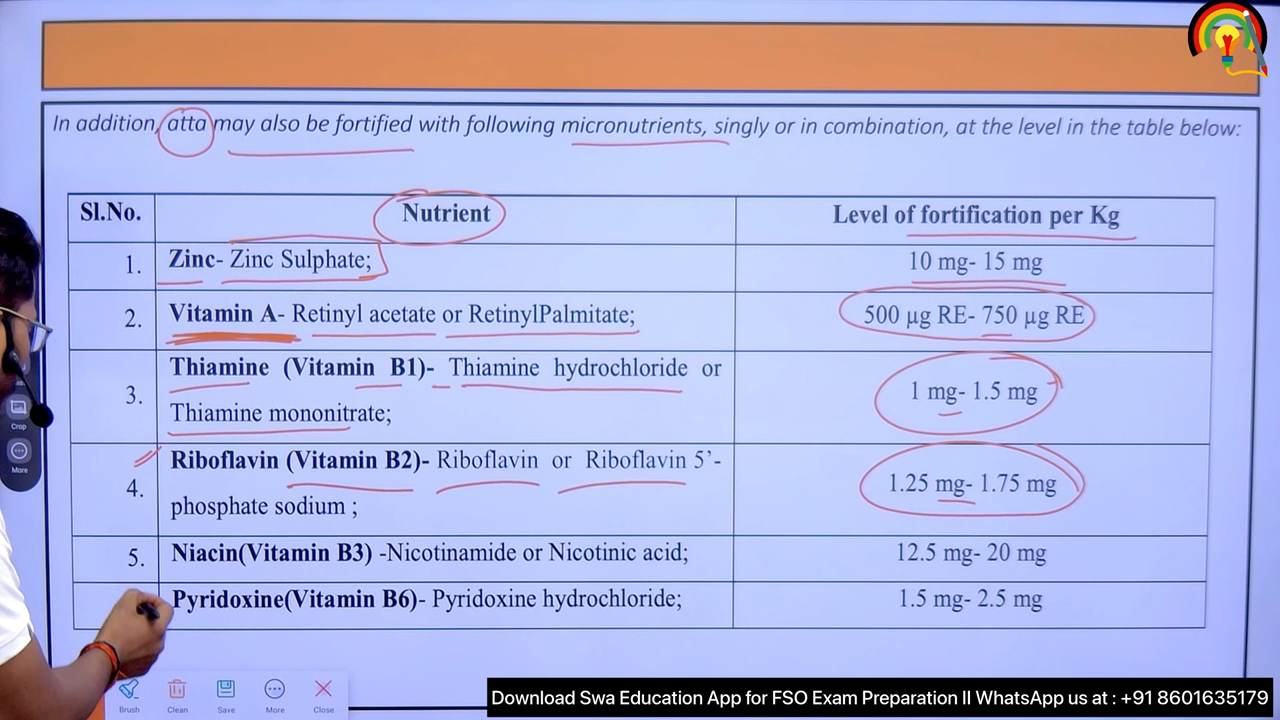 In addition, atta may also be fortified with following micronutrients, singly or in combination, at the level in the table below:
Sl.No. Nutrient Level of fortification per Kg
1. Zinc- Zinc Sulphate; 10 mg- 15 mg
2. Vitamin A- Retinyl acetate or RetinylPalmitate; 500 µg RE- 750 µg RE
3. Thiamine (Vitamin B1)- Thiamine hydrochloride or
Thiamine mononitrate; 1 mg- 1.5 mg
4. Riboflavin (Vitamin B2)- Riboflavin or Riboflavin 5’-
phosphate sodium ; 1.25 mg- 1.75 mg
5. Niacin(Vitamin B3) -Nicotinamide or Nicotinic acid; 12.5 mg- 20 mg
Pyridoxine(Vitamin B6)- Pyridoxine hydrochloride; 1.5 mg- 2.5 mg
Crop
More
Brush Clean Save More Close
Download Swa Education App for FSO Exam Preparation II WhatsApp us at : +91 8601635179